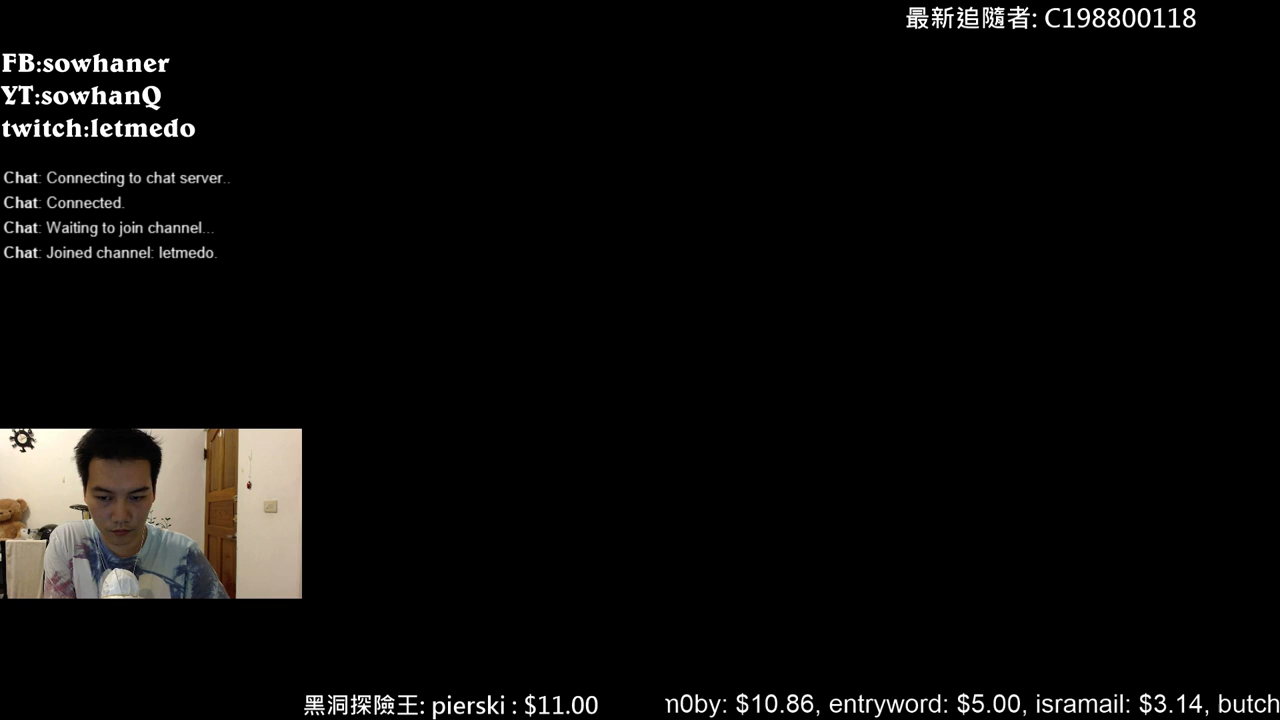 最新追隨者: C198800118
FB:sowhaner
YT:sowhanQ
twitch:letmedo
Chat: Connecting to chat server..
Chat: Connected.
Chat: Waiting to join channel...
Chat: Joined channel: letmedo.
黑洞探險王: pierski : $11.00
m0by: $10.86, entryword: $5.00, isramail: $3.14, butch